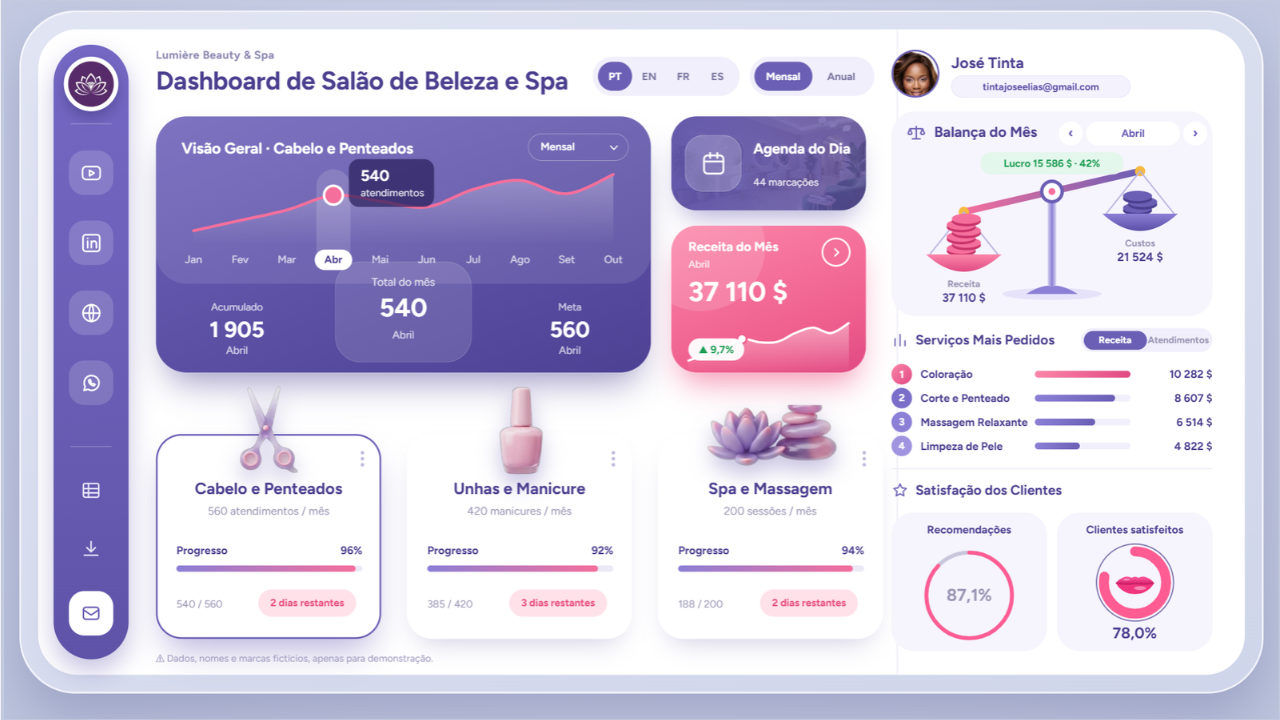 Lumière Beauty & Spa
Dashboard de Salão de Beleza e Spa
PT EN FR ES
Mensal Anual
José Tinta
tintajoseelias@gmail.com
Visão Geral · Cabelo e Penteados
Mensal
540
atendimentos
Jan Fev Mar Abr Mai Jun Jul Ago Set Out
Acumulado
1 905
Abril
Total do mês
540
Abril
Meta
560
Abril
Agenda do Dia
44 marcações
Receita do Mês
Abril
37 110 $
▲ 9,7%
Balança do Mês
‹ Abril ›
Lucro 15 586 $ · 42%
Receita
37 110 $
Custos
21 524 $
Serviços Mais Pedidos
Receita Atendimentos
1 Coloração 10 282 $
2 Corte e Penteado 8 607 $
3 Massagem Relaxante 6 514 $
4 Limpeza de Pele 4 822 $
Cabelo e Penteados
560 atendimentos / mês
Progresso 96%
540 / 560
2 dias restantes
Unhas e Manicure
420 manicures / mês
Progresso 92%
385 / 420
3 dias restantes
Spa e Massagem
200 sessões / mês
Progresso 94%
188 / 200
2 dias restantes
Satisfação dos Clientes
Recomendações
87,1%
Clientes satisfeitos
78,0%
⚠ Dados, nomes e marcas fictícios, apenas para demonstração.